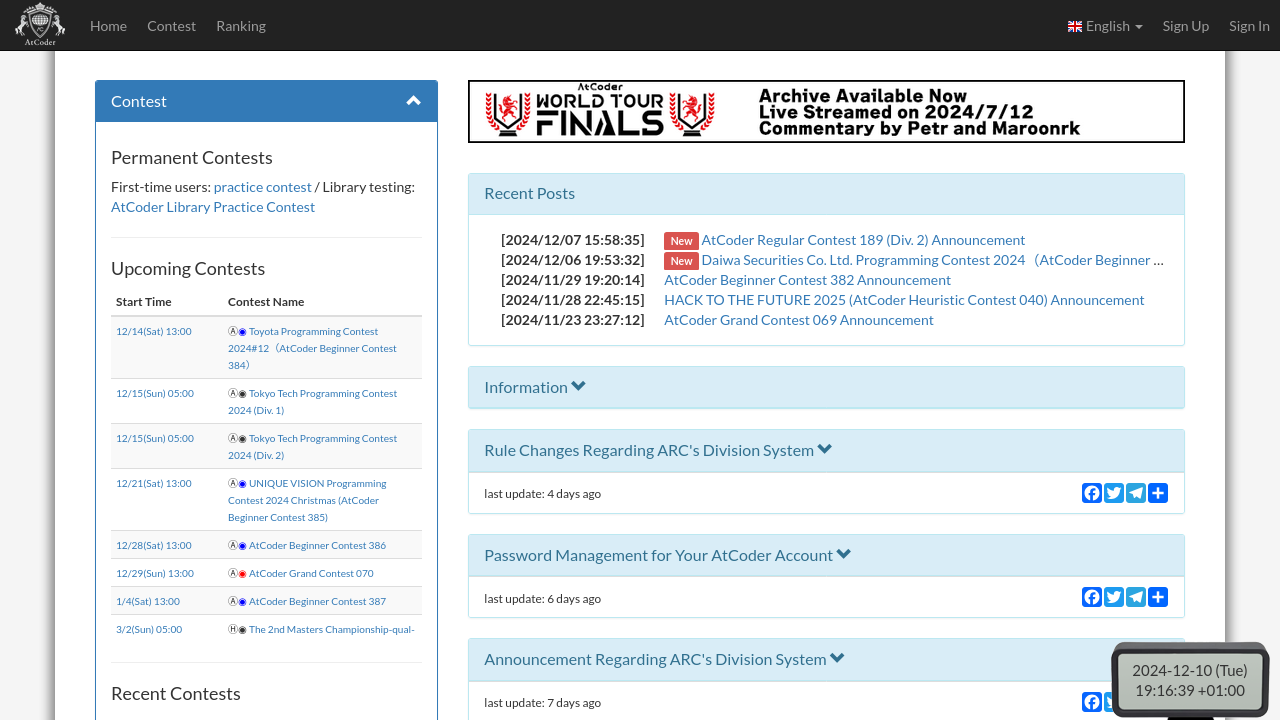 AtCoder
Home
Contest
Ranking
English
Sign Up
Sign In
Contest
Permanent Contests
First-time users: practice contest / Library testing:
AtCoder Library Practice Contest
Upcoming Contests
Start Time Contest Name
12/14(Sat) 13:00 Ⓐ◉ Toyota Programming Contest
2024#12（AtCoder Beginner Contest
384）
12/15(Sun) 05:00 Ⓐ◉ Tokyo Tech Programming Contest
2024 (Div. 1)
12/15(Sun) 05:00 Ⓐ◉ Tokyo Tech Programming Contest
2024 (Div. 2)
12/21(Sat) 13:00 Ⓐ◉ UNIQUE VISION Programming
Contest 2024 Christmas (AtCoder
Beginner Contest 385)
12/28(Sat) 13:00 Ⓐ◉ AtCoder Beginner Contest 386
12/29(Sun) 13:00 Ⓐ◉ AtCoder Grand Contest 070
1/4(Sat) 13:00 Ⓐ◉ AtCoder Beginner Contest 387
3/2(Sun) 05:00 Ⓗ◉ The 2nd Masters Championship-qual-
Recent Contests
AtCoder
WORLD TOUR
FINALS
Archive Available Now
Live Streamed on 2024/7/12
Commentary by Petr and Maroonrk
Recent Posts
[2024/12/07 15:58:35] New AtCoder Regular Contest 189 (Div. 2) Announcement
[2024/12/06 19:53:32] New Daiwa Securities Co. Ltd. Programming Contest 2024（AtCoder Beginner ...
[2024/11/29 19:20:14] AtCoder Beginner Contest 382 Announcement
[2024/11/28 22:45:15] HACK TO THE FUTURE 2025 (AtCoder Heuristic Contest 040) Announcement
[2024/11/23 23:27:12] AtCoder Grand Contest 069 Announcement
Information
Rule Changes Regarding ARC's Division System
last update: 4 days ago
Password Management for Your AtCoder Account
last update: 6 days ago
Announcement Regarding ARC's Division System
last update: 7 days ago
2024-12-10 (Tue)
19:16:39 +01:00